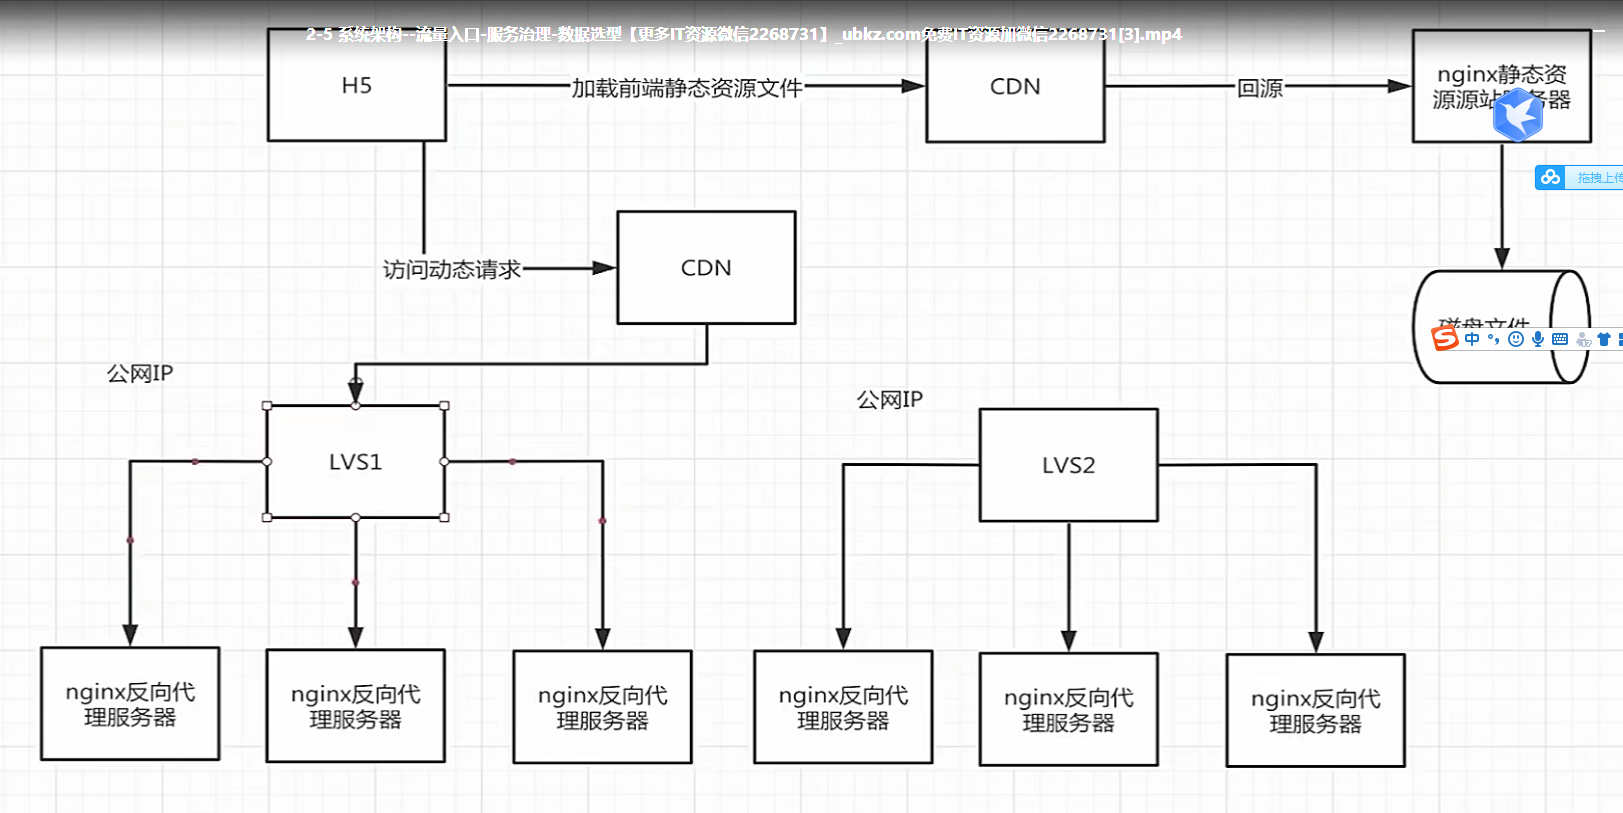 2-5 系统架构--流量入口-服务治理-数据选型【更多IT资源微信2268731】_ubkz.com免费IT资源加微信2268731[3].mp4
H5
加载前端静态资源文件
CDN
回源
nginx静态资
源源站服务器
拖拽上传
访问动态请求
CDN
磁盘文件
中
公网IP
公网IP
LVS1
LVS2
nginx反向代
理服务器
nginx反向代
理服务器
nginx反向代
理服务器
nginx反向代
理服务器
nginx反向代
理服务器
nginx反向代
理服务器